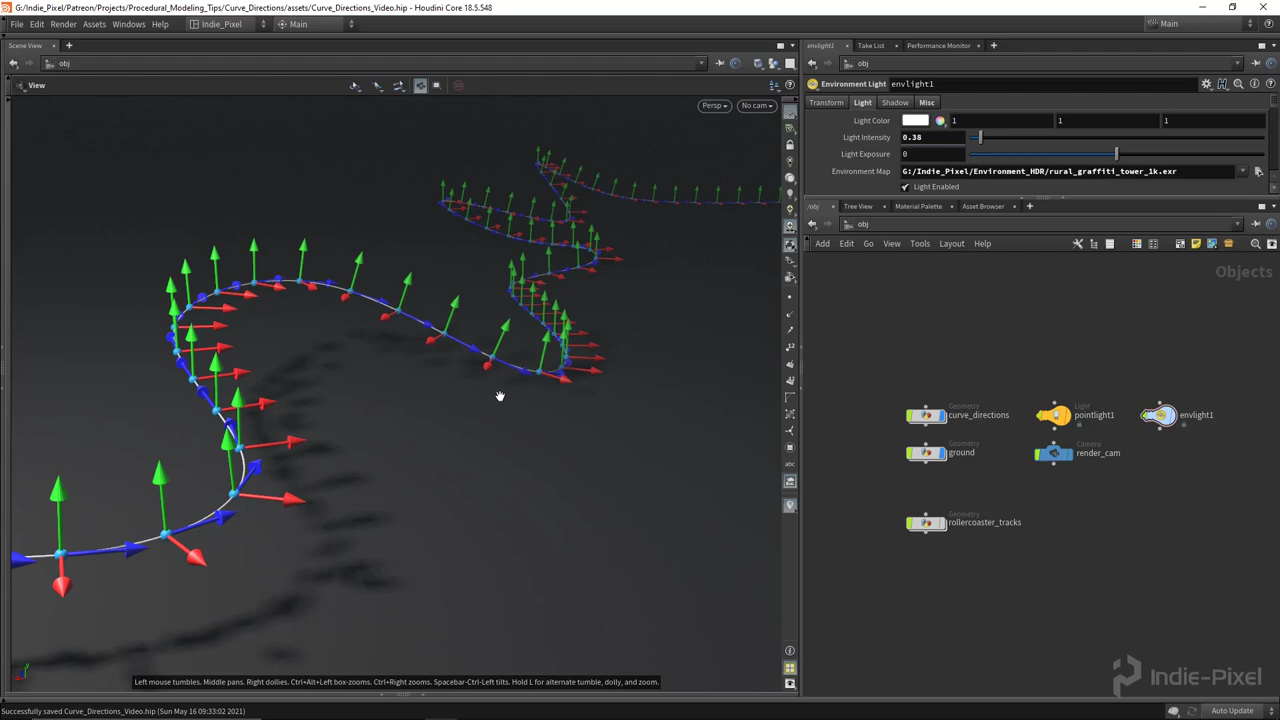 G:/Indie_Pixel/Patreon/Projects/Procedural_Modeling_Tips/Curve_Directions/assets/Curve_Directions_Video.hip - Houdini Core 18.5.548
File Edit Render Assets Windows Help Indie_Pixel Main Main
Scene View
obj
View
Persp No cam
Left mouse tumbles. Middle pans. Right dollies. Ctrl+Alt+Left box-zooms. Ctrl+Right zooms. Spacebar-Ctrl-Left tilts. Hold L for alternate tumble, dolly, and zoom.
envlight1 Take List Performance Monitor
obj
Environment Light envlight1
Transform Light Shadow Misc
Light Color 1 1 1
Light Intensity 0.38
Light Exposure 0
Environment Map G:/Indie_Pixel/Environment_HDR/rural_graffiti_tower_1k.exr
Light Enabled
/obj Tree View Material Palette Asset Browser
obj
Add Edit Go View Tools Layout Help
Objects
Geometry
curve_directions
Light
pointlight1
envlight1
Geometry
ground
Camera
render_cam
Geometry
rollercoaster_tracks
Indie-Pixel
Successfully saved Curve_Directions_Video.hip (Sun May 16 09:33:02 2021)
Auto Update